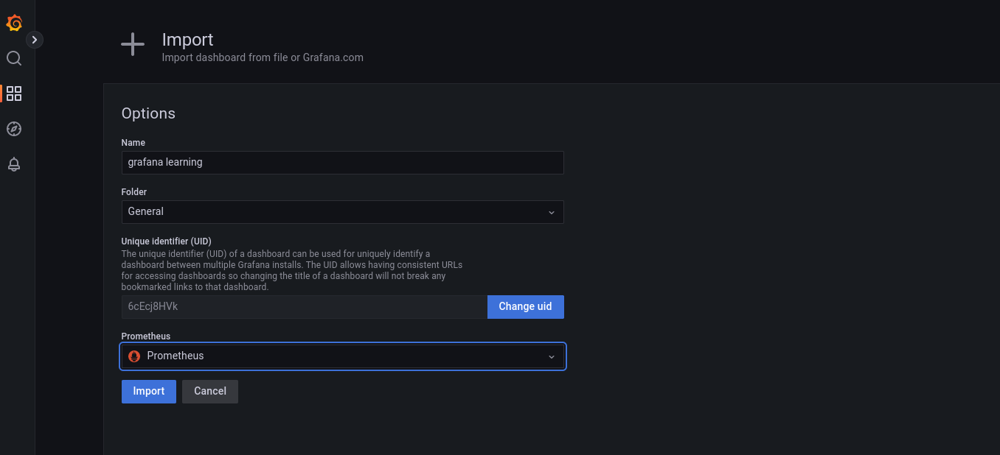 Import
Import dashboard from file or Grafana.com
Options
Name
grafana learning
Folder
General
Unique identifier (UID)
The unique identifier (UID) of a dashboard can be used for uniquely identify a
dashboard between multiple Grafana installs. The UID allows having consistent URLs
for accessing dashboards so changing the title of a dashboard will not break any
bookmarked links to that dashboard.
6cEcj8HVk
Change uid
Prometheus
Prometheus
Import
Cancel